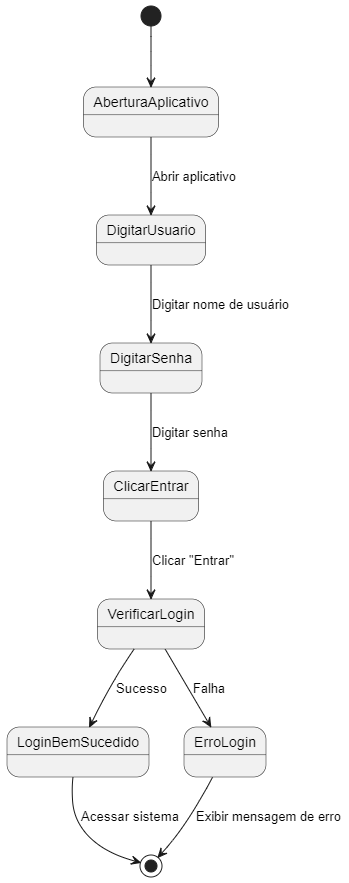 AberturaAplicativo
Abrir aplicativo
DigitarUsuario
Digitar nome de usuário
DigitarSenha
Digitar senha
ClicarEntrar
Clicar "Entrar"
VerificarLogin
Sucesso
Falha
LoginBemSucedido
ErroLogin
Acessar sistema
Exibir mensagem de erro